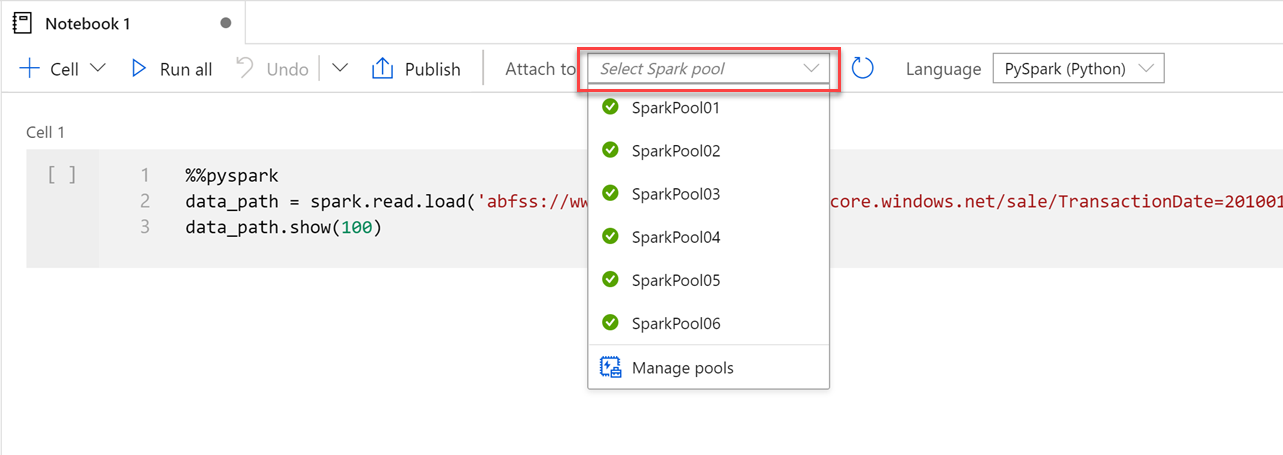 Notebook 1
Cell Run all Undo Publish Attach to Select Spark pool Language PySpark (Python)
SparkPool01
SparkPool02
SparkPool03
SparkPool04
SparkPool05
SparkPool06
Manage pools
Cell 1
[ ] 1 %%pyspark
2 data_path = spark.read.load('abfss://ww core.windows.net/sale/TransactionDate=201001
3 data_path.show(100)